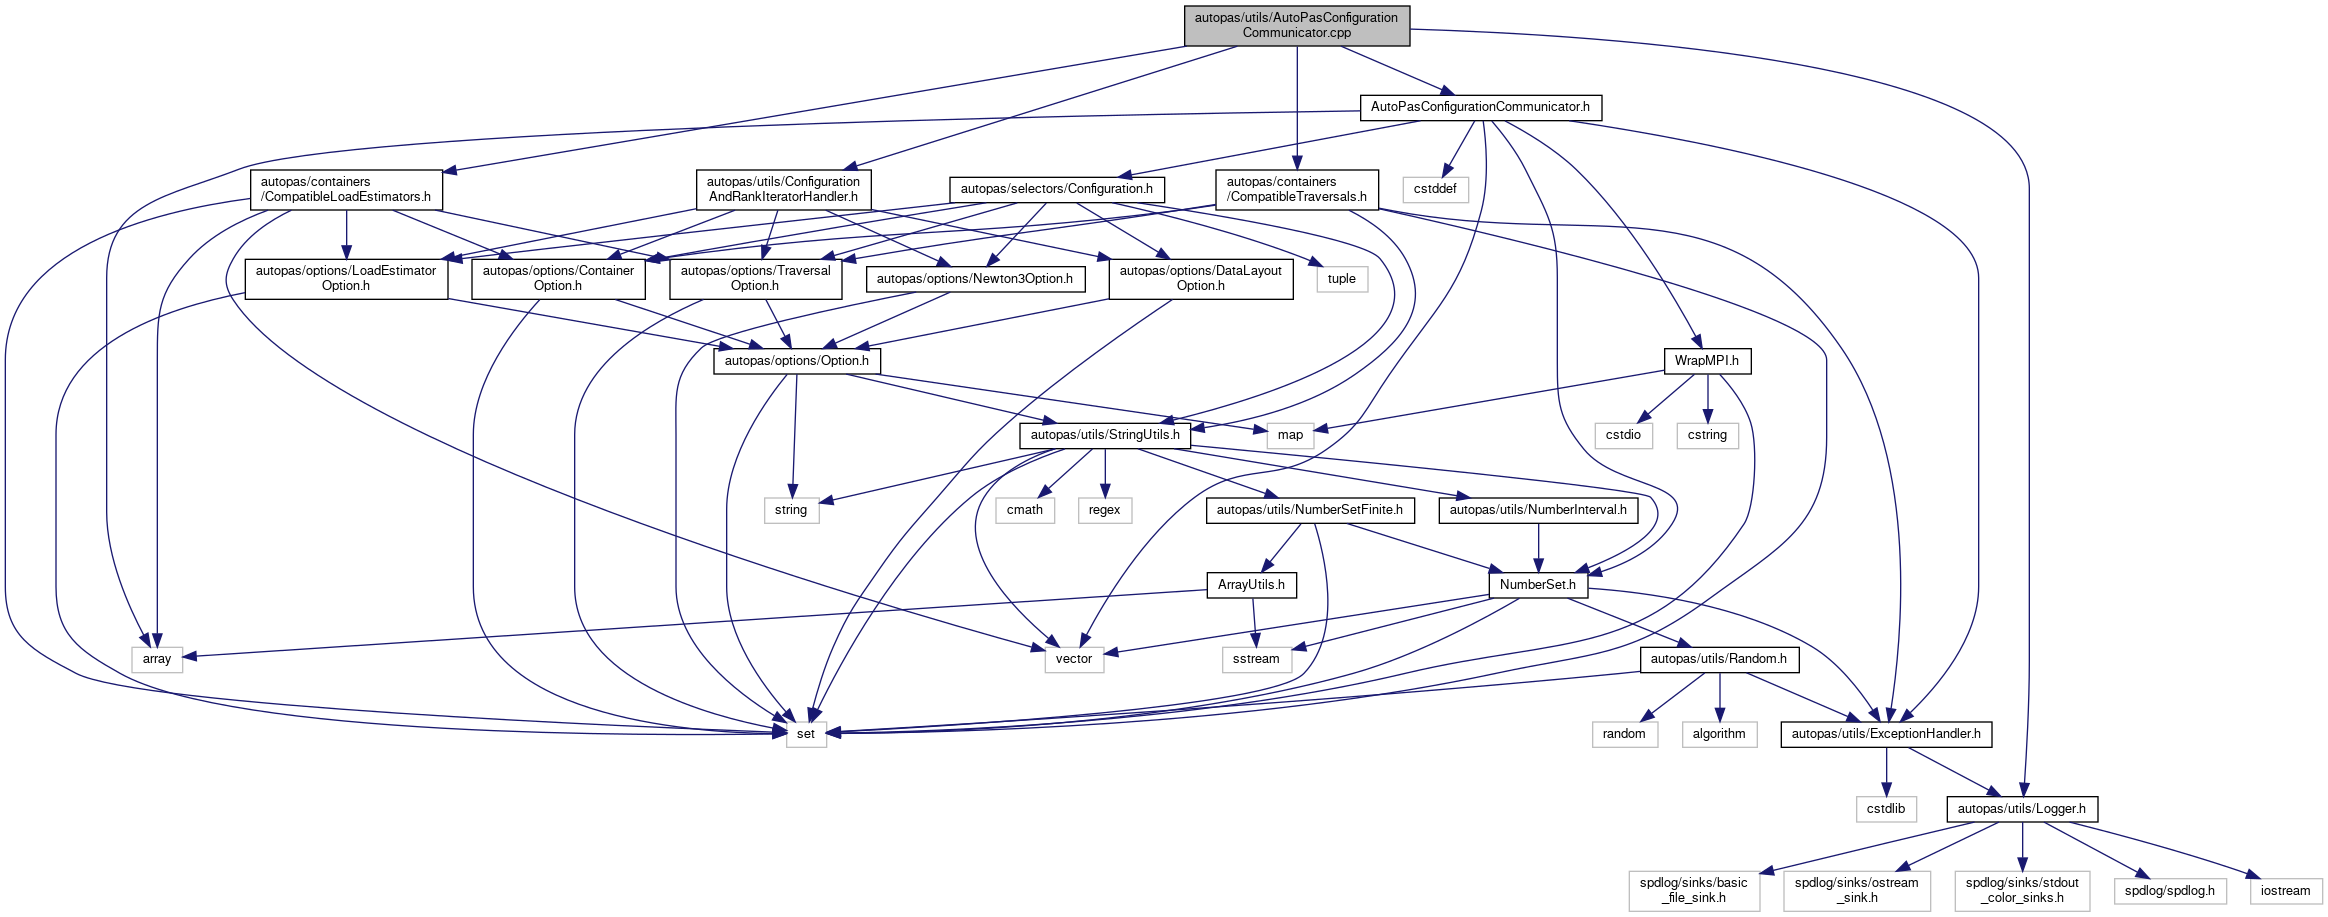 autopas/utils/AutoPasConfiguration
Communicator.cpp
AutoPasConfigurationCommunicator.h
autopas/containers
/CompatibleLoadEstimators.h
autopas/utils/Configuration
AndRankIteratorHandler.h
autopas/selectors/Configuration.h
autopas/containers
/CompatibleTraversals.h
cstddef
autopas/options/LoadEstimator
Option.h
autopas/options/Container
Option.h
autopas/options/Traversal
Option.h
autopas/options/Newton3Option.h
autopas/options/DataLayout
Option.h
tuple
autopas/options/Option.h
WrapMPI.h
autopas/utils/StringUtils.h
map
cstdio
cstring
string
cmath
regex
autopas/utils/NumberSetFinite.h
autopas/utils/NumberInterval.h
ArrayUtils.h
NumberSet.h
array
vector
sstream
autopas/utils/Random.h
set
random
algorithm
autopas/utils/ExceptionHandler.h
cstdlib
autopas/utils/Logger.h
spdlog/sinks/basic
_file_sink.h
spdlog/sinks/ostream
_sink.h
spdlog/sinks/stdout
_color_sinks.h
spdlog/spdlog.h
iostream